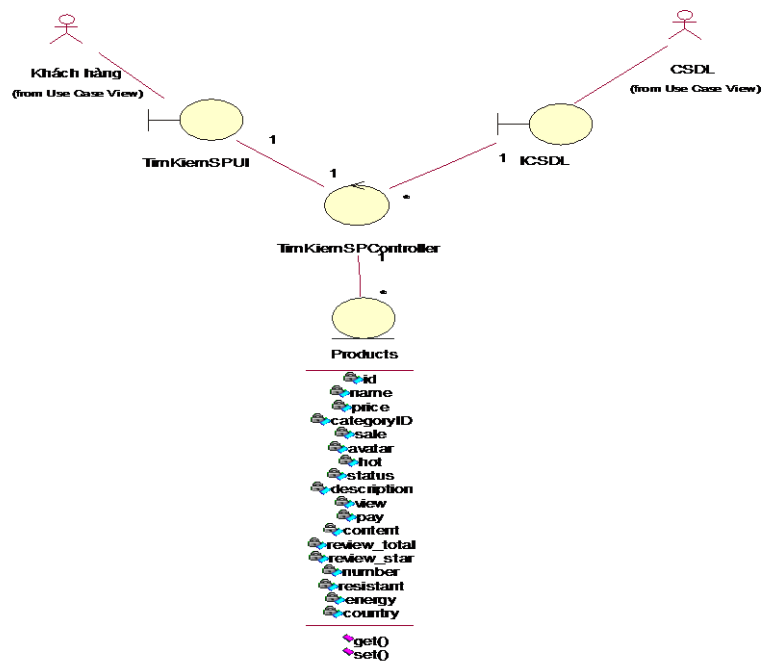 Khách hàng
(from Use Case View)
CSDL
(from Use Case View)
TimKiemSPUI
1
1
ICSDL
1
*
TimKiemSPController
1
*
Products
id
name
price
categoryID
sale
avatar
hot
status
description
view
pay
content
review_total
review_star
number
resistant
energy
country
get()
set()